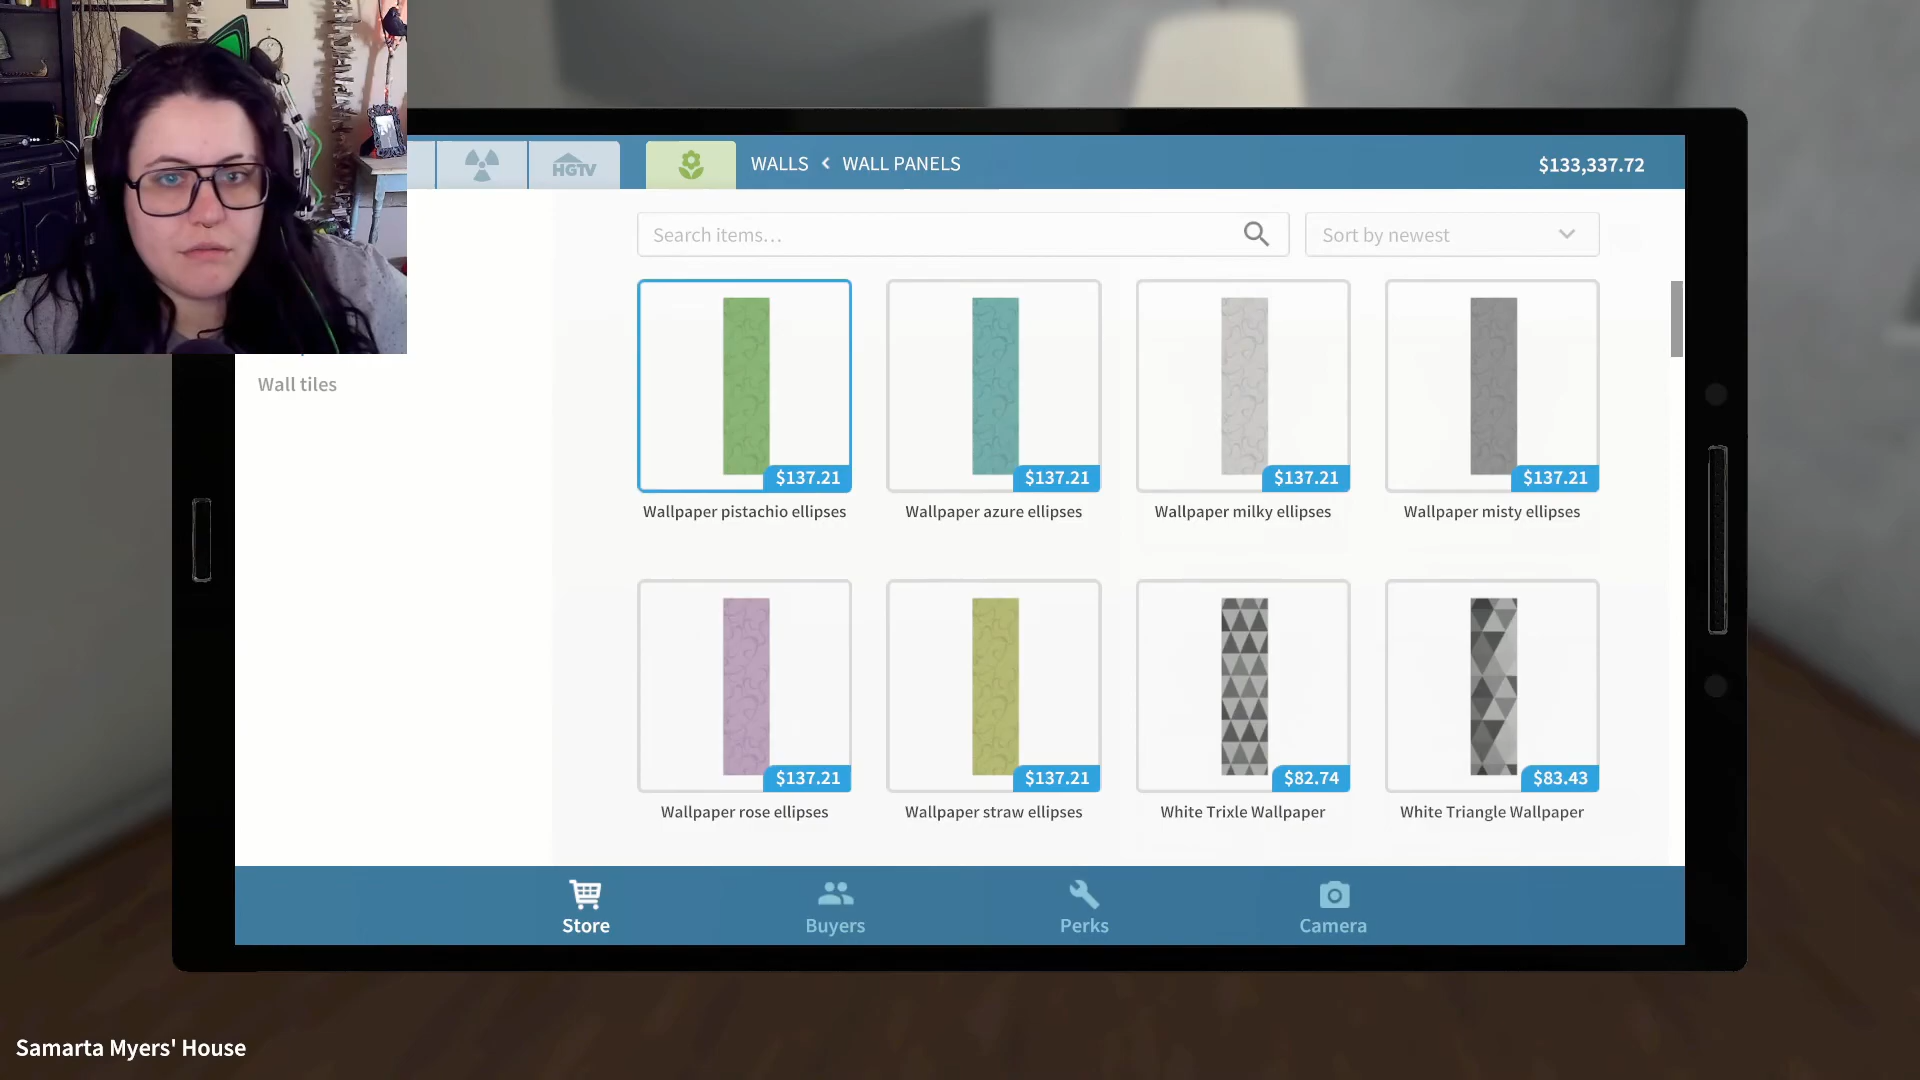 HGTV
WALLS < WALL PANELS
$133,337.72
Search items...
Sort by newest
Wall tiles
$137.21
$137.21
$137.21
$137.21
Wallpaper pistachio ellipses
Wallpaper azure ellipses
Wallpaper milky ellipses
Wallpaper misty ellipses
$137.21
$137.21
$82.74
$83.43
Wallpaper rose ellipses
Wallpaper straw ellipses
White Trixle Wallpaper
White Triangle Wallpaper
Store
Buyers
Perks
Camera
Samarta Myers' House